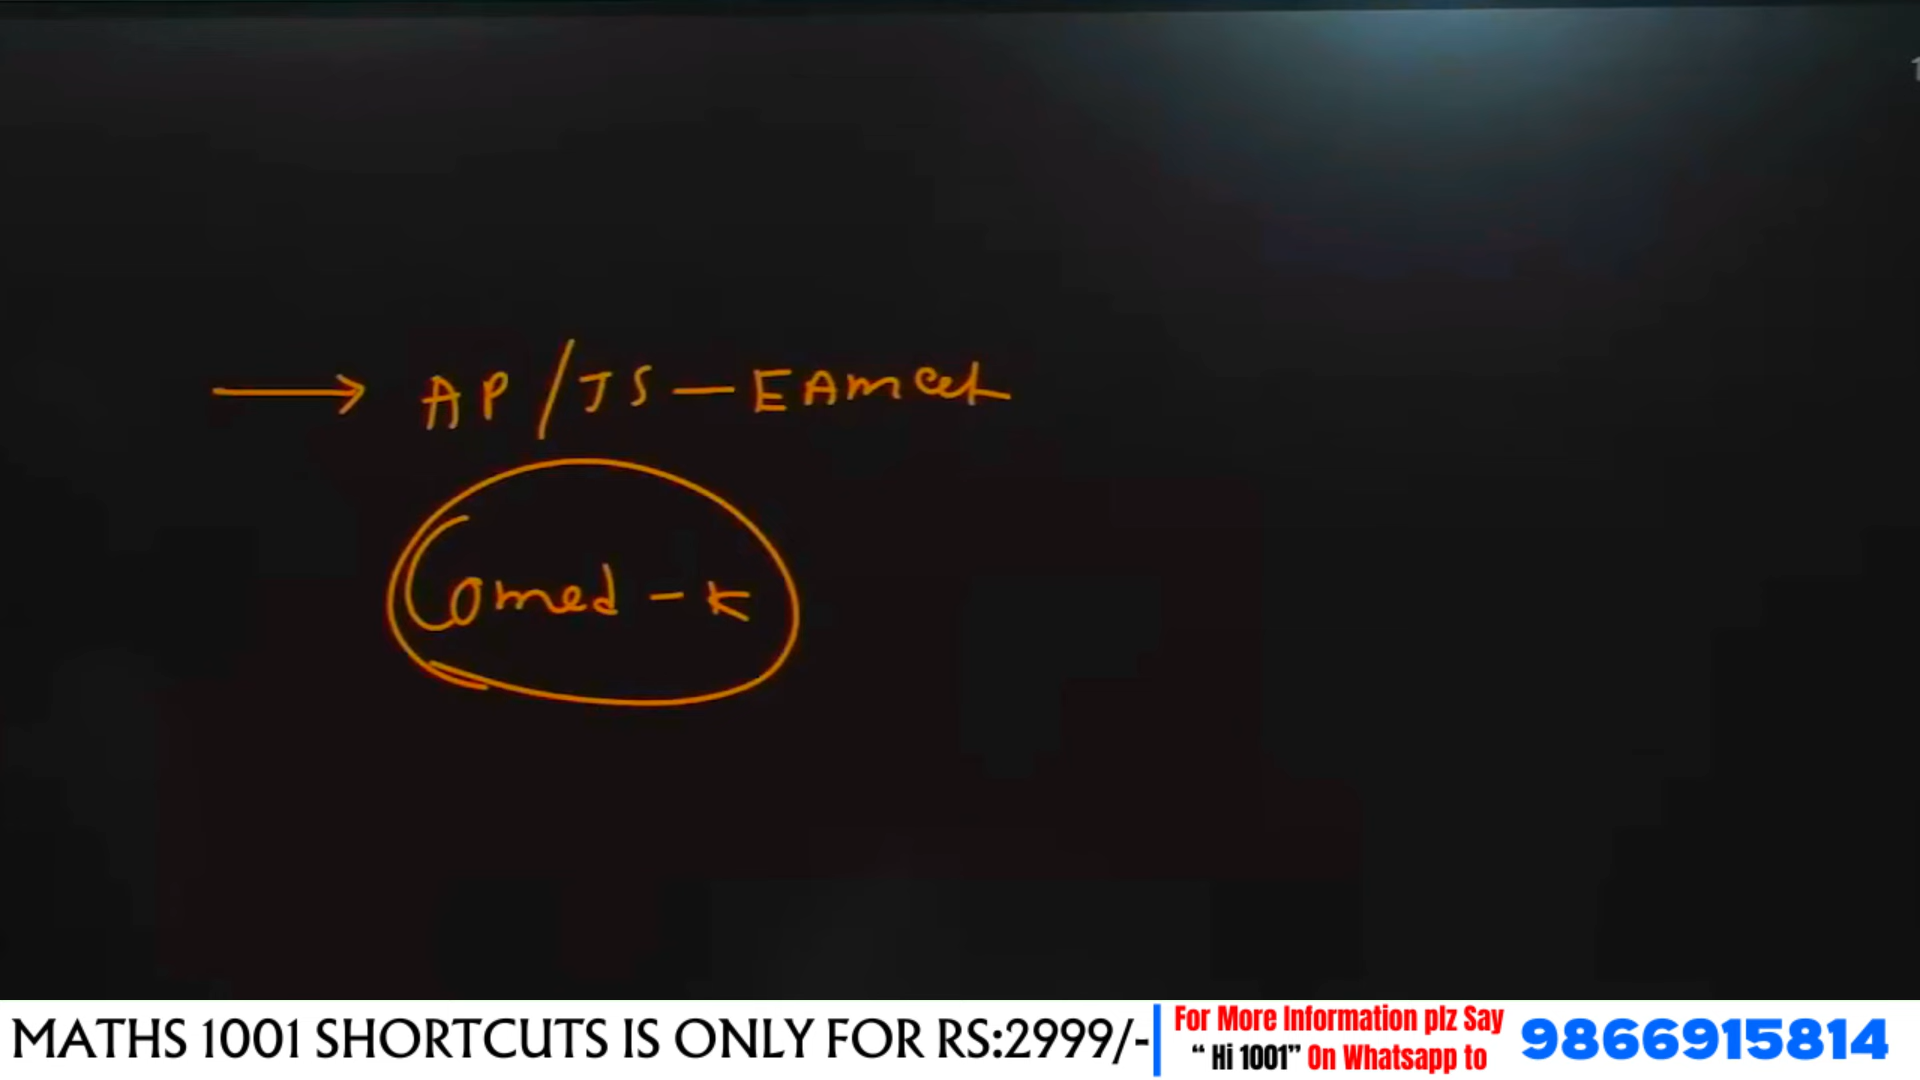 → AP/TS - EAmcet
Comed - K
MATHS 1001 SHORTCUTS IS ONLY FOR RS:2999/-
For More Information plz Say
“ Hi 1001” On Whatsapp to
9866915814